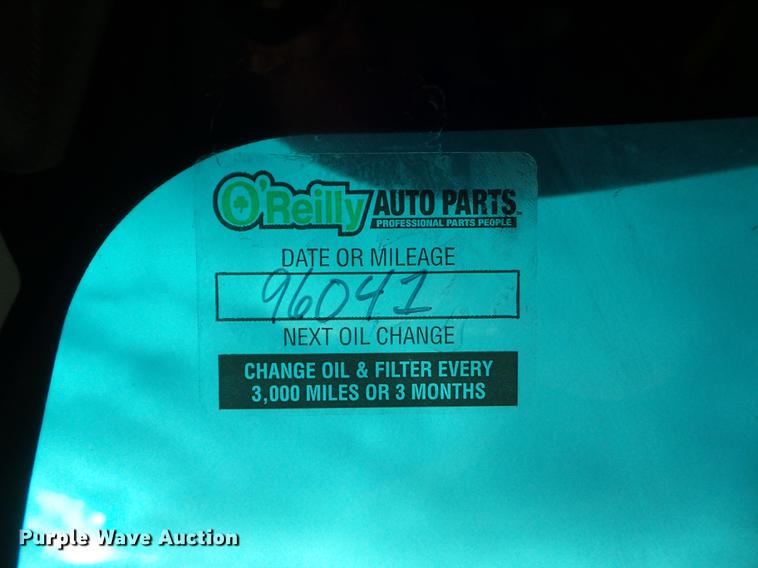 O'Reilly AUTO PARTS
PROFESSIONAL PARTS PEOPLE
DATE OR MILEAGE
96041
NEXT OIL CHANGE
CHANGE OIL & FILTER EVERY
3,000 MILES OR 3 MONTHS
Purple Wave Auction